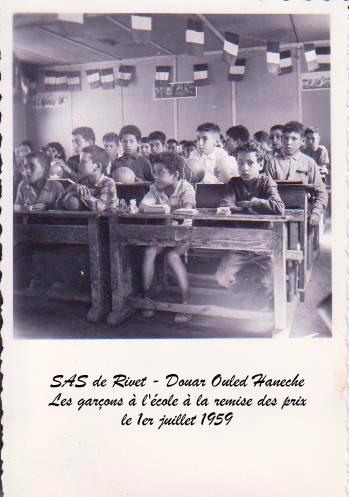 SAS de Rivet - Douar Ouled Haneche
Les garçons à l'école à la remise des prix
le 1er juillet 1959